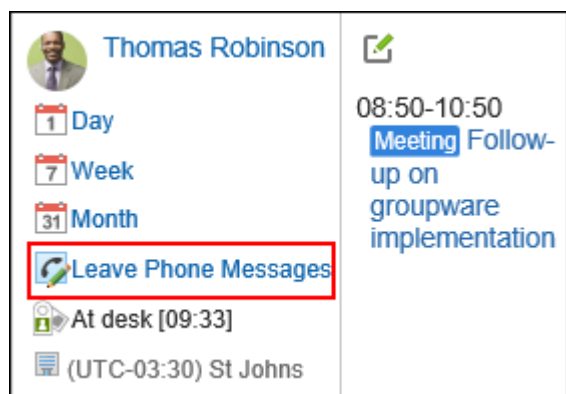 Thomas Robinson
1 Day
7 Week
31 Month
Leave Phone Messages
At desk [09:33]
(UTC-03:30) St Johns
08:50-10:50
Meeting Follow-
up on
groupware
implementation